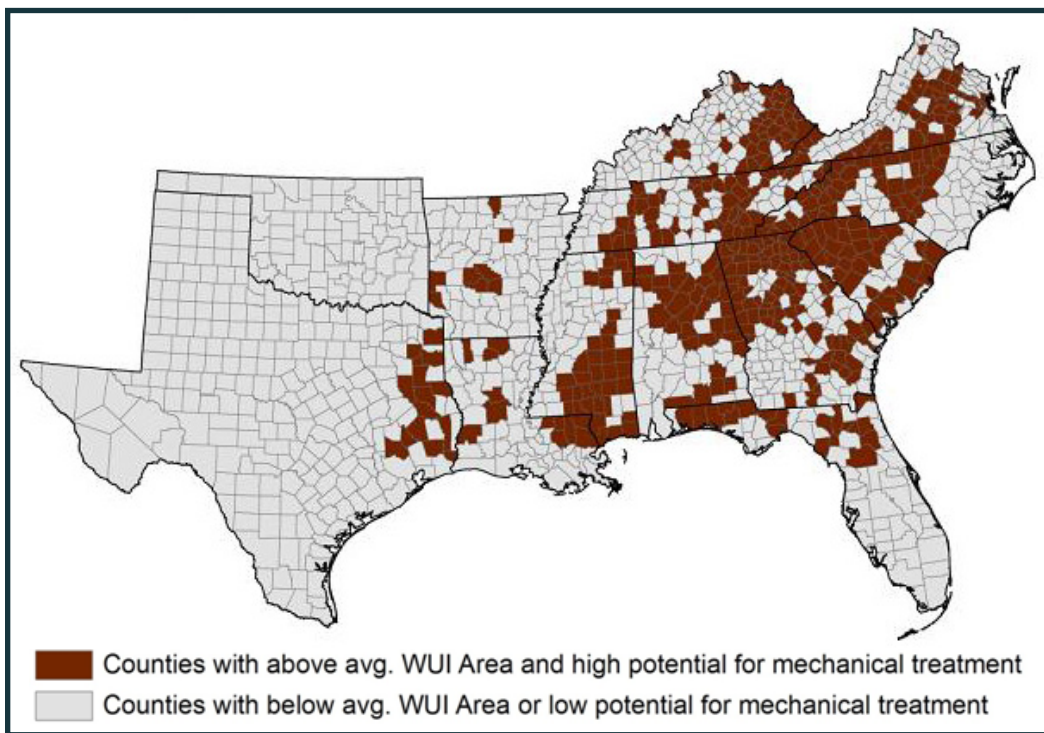 Counties with above avg. WUI Area and high potential for mechanical treatment
Counties with below avg. WUI Area or low potential for mechanical treatment